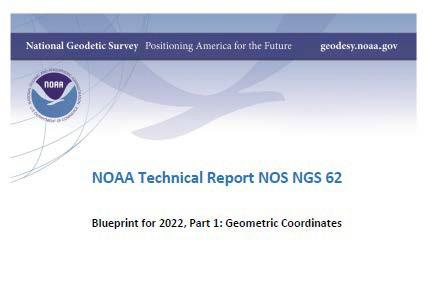 National Geodetic Survey Positioning America for the Future geodesy.noaa.gov
NOAA
NOAA Technical Report NOS NGS 62
Blueprint for 2022, Part 1: Geometric Coordinates